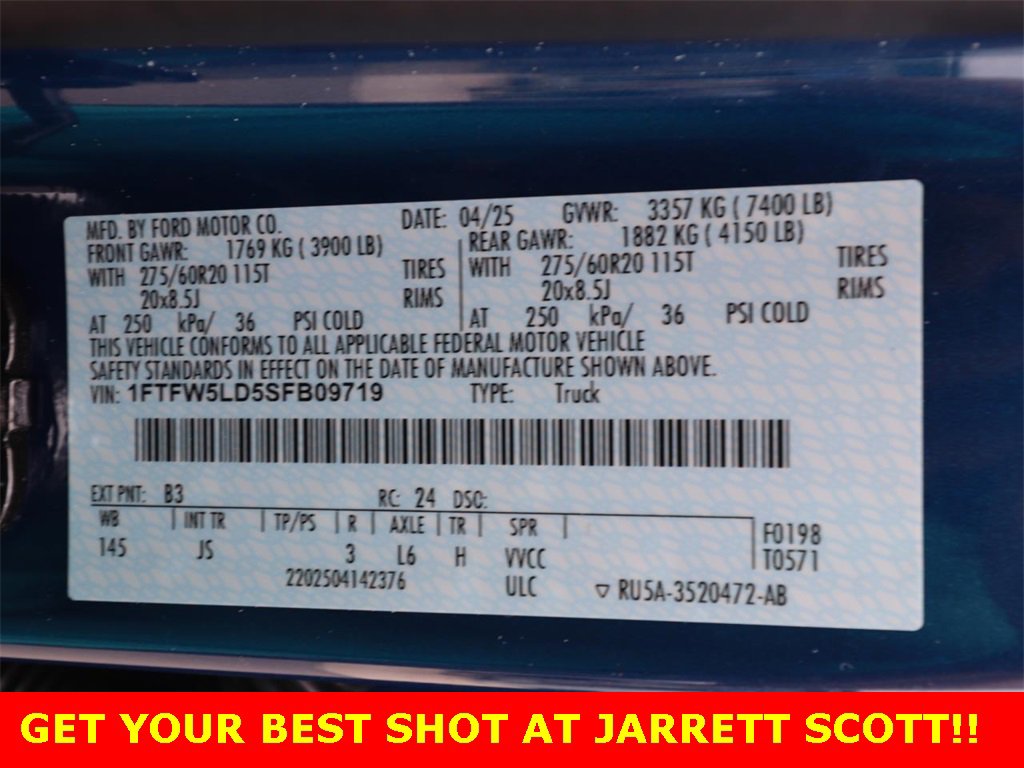 MFD. BY FORD MOTOR CO. DATE: 04/25 GVWR: 3357 KG ( 7400 LB)
FRONT GAWR: 1769 KG ( 3900 LB) REAR GAWR: 1882 KG ( 4150 LB)
WITH 275/60R20 115T TIRES WITH 275/60R20 115T TIRES
20x8.5J RIMS 20x8.5J RIMS
AT 250 kPa/ 36 PSI COLD AT 250 kPa/ 36 PSI COLD
THIS VEHICLE CONFORMS TO ALL APPLICABLE FEDERAL MOTOR VEHICLE
SAFETY STANDARDS IN EFFECT ON THE DATE OF MANUFACTURE SHOWN ABOVE.
VIN: 1FTFW5LD5SFB09719 TYPE: Truck
EXT PNT: B3 RC: 24 DSO:
WB INT TR TP/PS R AXLE TR SPR F0198
145 JS 3 L6 H VVCC T0571
2202504142376 ULC ▽ RU5A-3520472-AB
GET YOUR BEST SHOT AT JARRETT SCOTT!!